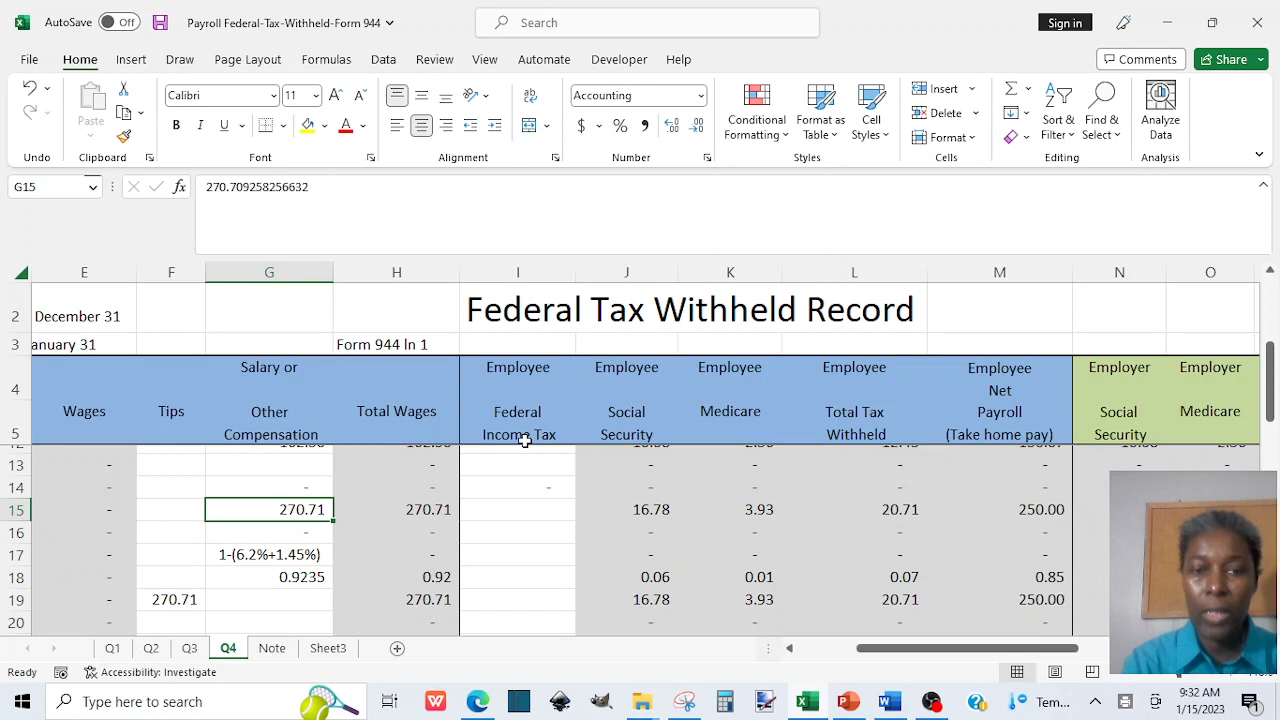 AutoSave Off Payroll Federal-Tax-Withheld-Form 944 Search Sign in
File Home Insert Draw Page Layout Formulas Data Review View Automate Developer Help Comments Share
Calibri 11 A A ab Accounting Insert
Paste B I U A $ % , Conditional Formatting Format as Table Cell Styles Delete Format Sort & Filter Find & Select Analyze Data
Undo Clipboard Font Alignment Number Styles Cells Editing Analysis
G15 fx 270.709258256632
E F G H I J K L M N O
2 December 31 Federal Tax Withheld Record
3 anuary 31 Form 944 ln 1
4 Salary or Employee Employee Employee Employee Employee Employer Employer
Net
Wages Tips Other Total Wages Federal Social Medicare Total Tax Payroll Social Medicare
5 Compensation Income Tax Security Withheld (Take home pay) Security
13 - - - - - -
14 - - - - - - - -
15 - 270.71 270.71 16.78 3.93 20.71 250.00
16 - - - - - - -
17 - 1-(6.2%+1.45%) - - - - -
18 - 0.9235 0.92 0.06 0.01 0.07 0.85
19 - 270.71 270.71 16.78 3.93 20.71 250.00
20 - - - - - -
Q1 Q2 Q3 Q4 Note Sheet3
Ready Accessibility: Investigate
Type here to search Tem... 9:32 AM
1/15/2023